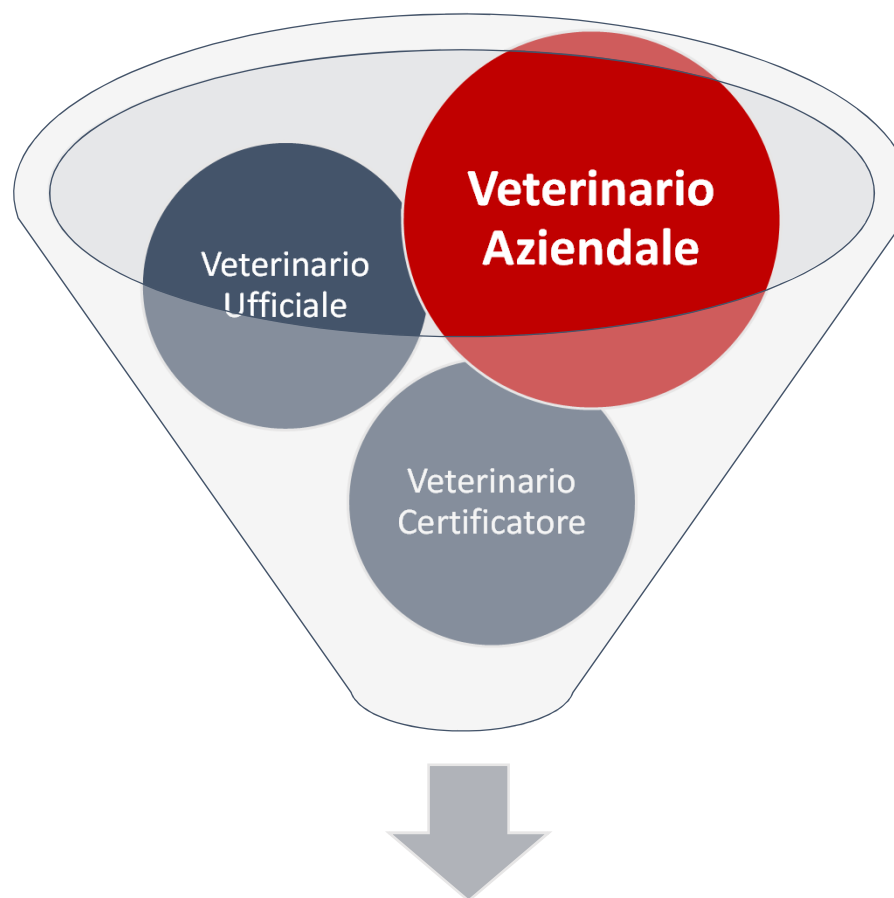 Veterinario
Aziendale
Veterinario
Ufficiale
Veterinario
Certificatore